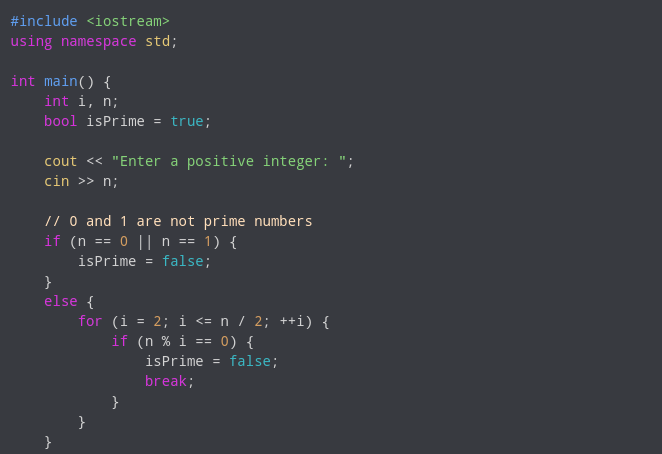 #include <iostream>
using namespace std;

int main() {
    int i, n;
    bool isPrime = true;

    cout << "Enter a positive integer: ";
    cin >> n;

    // 0 and 1 are not prime numbers
    if (n == 0 || n == 1) {
        isPrime = false;
    }
    else {
        for (i = 2; i <= n / 2; ++i) {
            if (n % i == 0) {
                isPrime = false;
                break;
            }
        }
    }